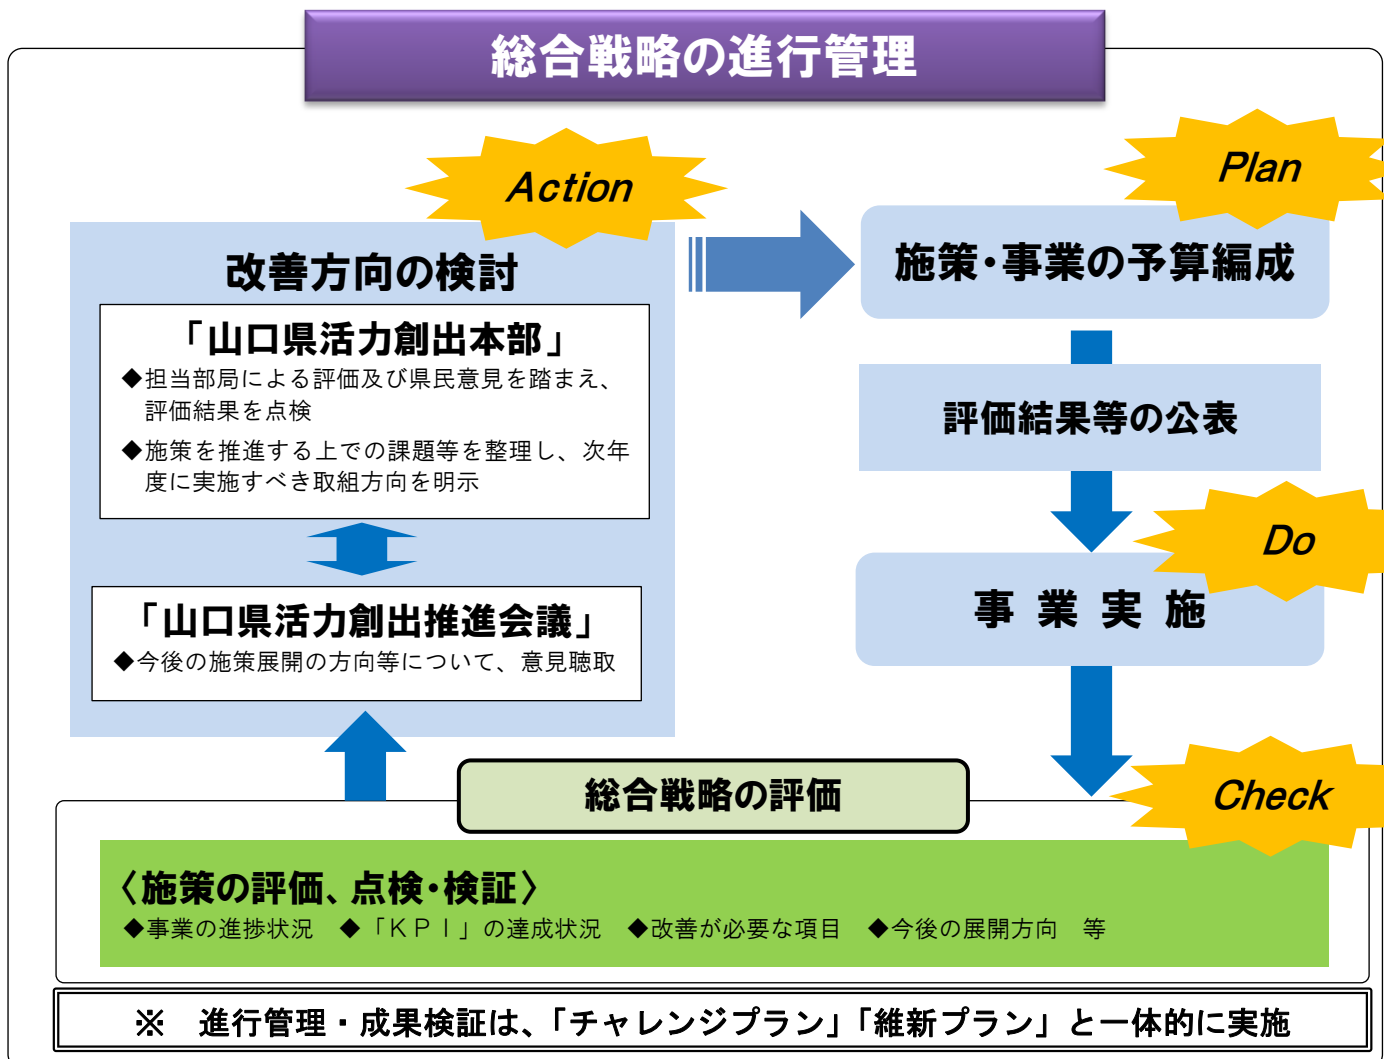 総合戦略の進行管理
Action
改善方向の検討
「山口県活力創出本部」
◆担当部局による評価及び県民意見を踏まえ、
評価結果を点検
◆施策を推進する上での課題等を整理し、次年
度に実施すべき取組方向を明示
「山口県活力創出推進会議」
◆今後の施策展開の方向等について、意見聴取
Plan
施策・事業の予算編成
評価結果等の公表
Do
事業実施
Check
総合戦略の評価
〈施策の評価、点検・検証〉
◆事業の進捗状況 ◆「ＫＰＩ」の達成状況 ◆改善が必要な項目 ◆今後の展開方向 等
※ 進行管理・成果検証は、「チャレンジプラン」「維新プラン」と一体的に実施